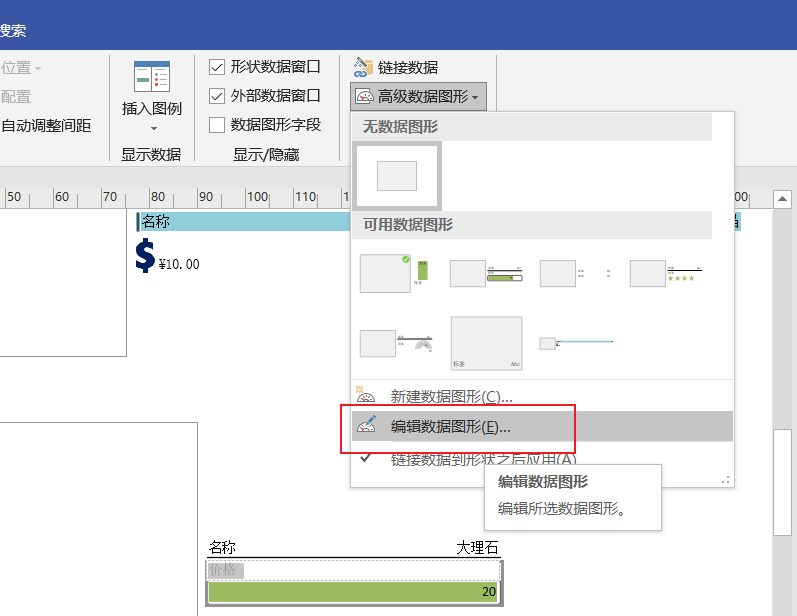 搜索
位置
配置
自动调整间距
插入图例
显示数据
形状数据窗口
外部数据窗口
数据图形字段
显示/隐藏
链接数据
高级数据图形
无数据图形
50 60 70 80 90 100 110
名称
¥10.00
可用数据图形
标签 Abc
新建数据图形(C)...
编辑数据图形(E)...
链接数据到形状之后应用(A)
编辑数据图形
编辑所选数据图形。
名称 大理石
价格
20